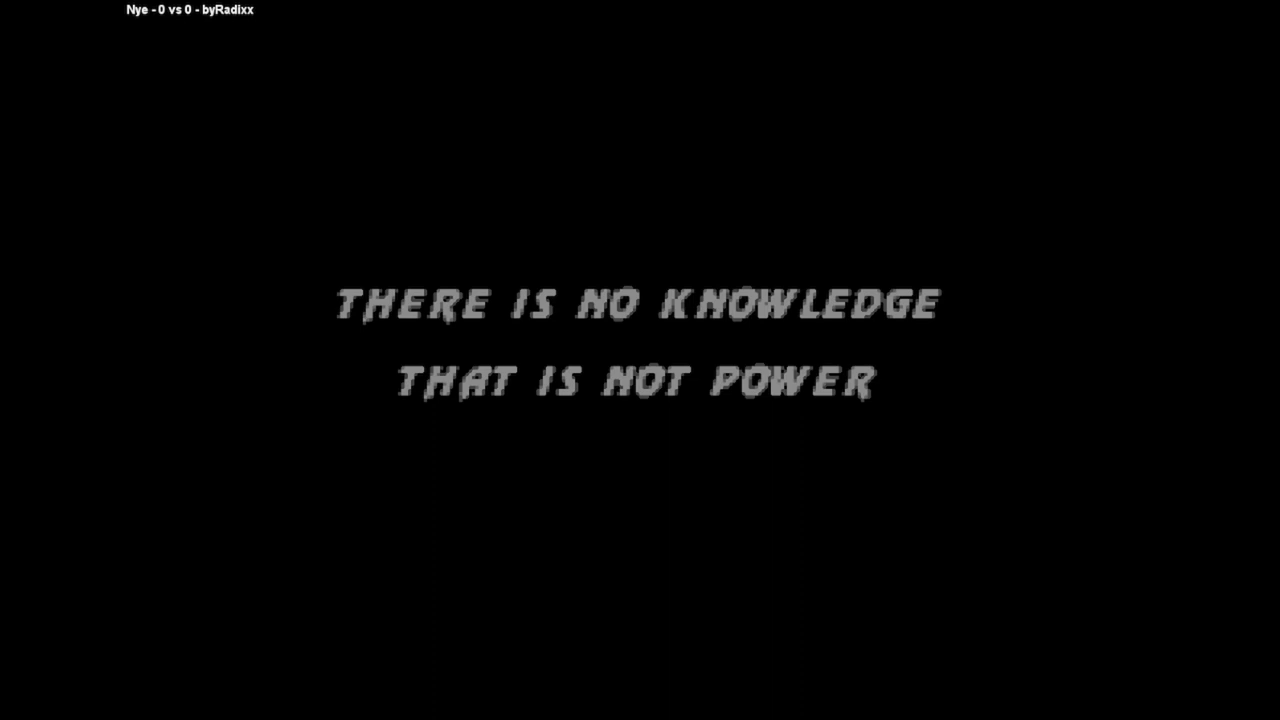 Nye - 0 vs 0 - byRadixx
THERE IS NO KNOWLEDGE
THAT IS NOT POWER